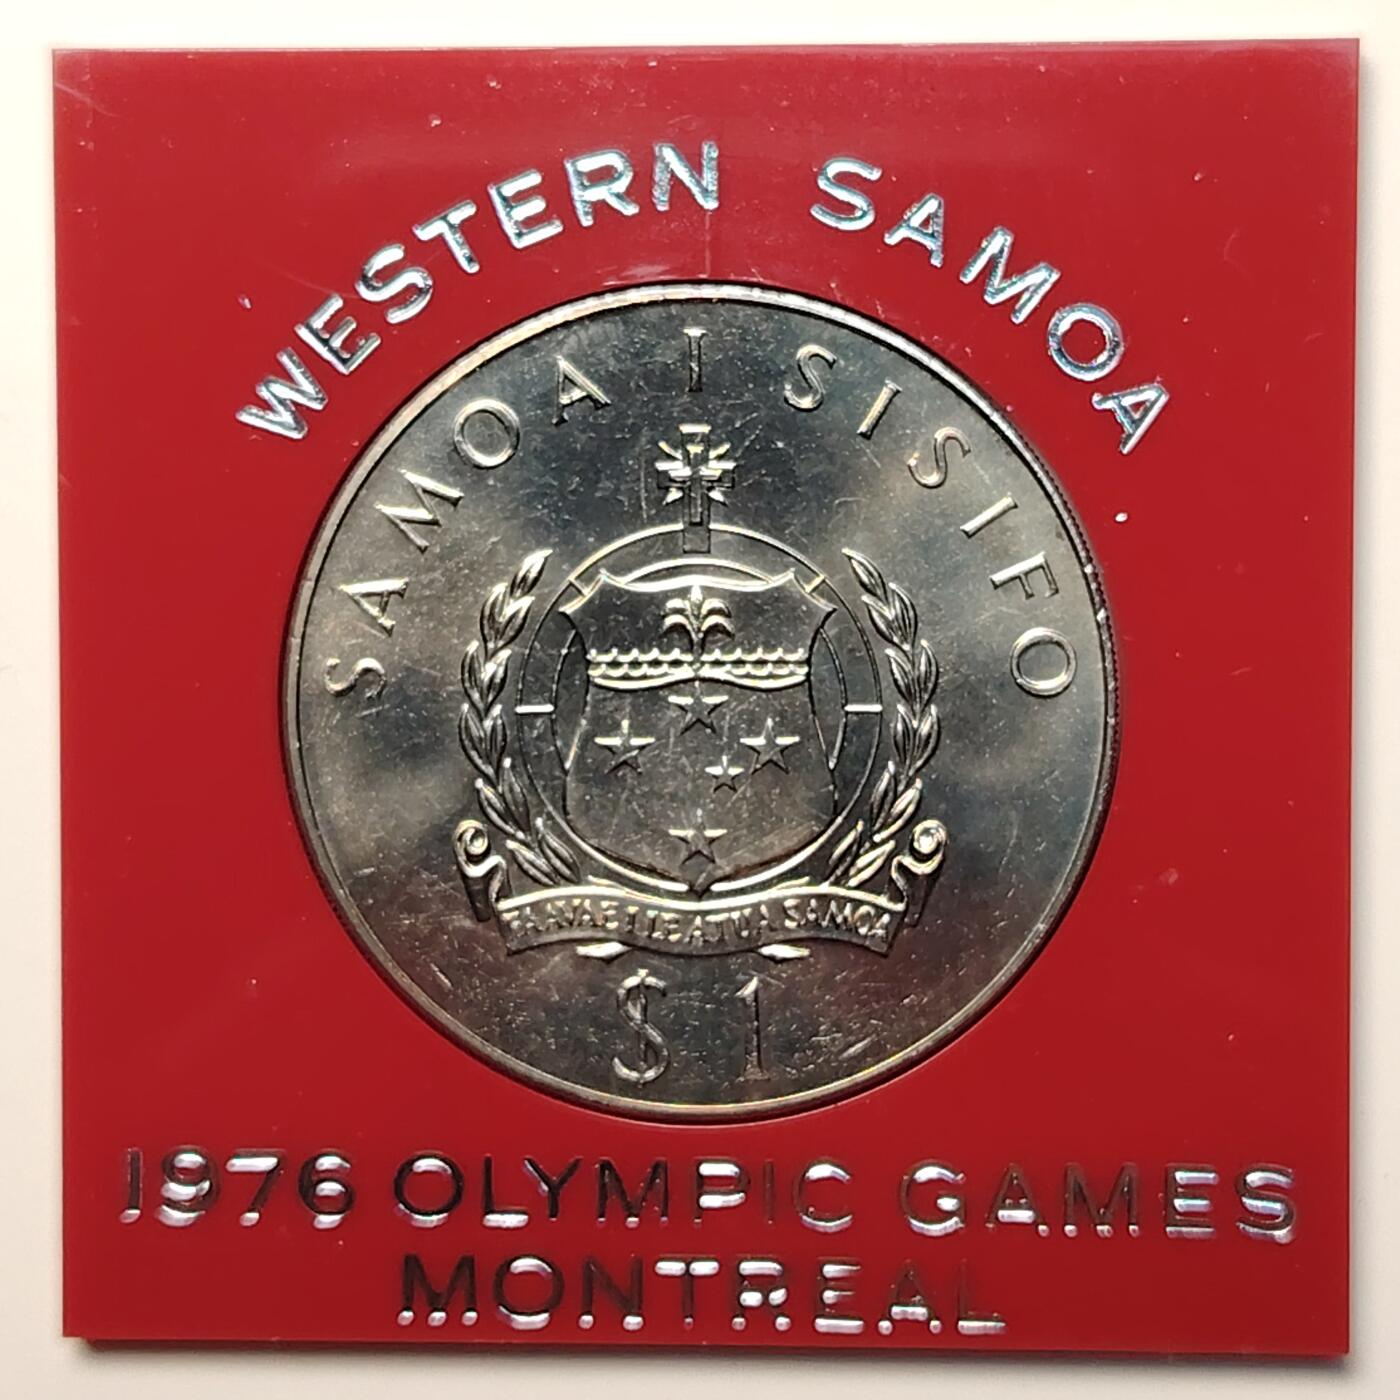 WESTERN SAMOA
SAMOA I SISIFO
FAAVAE I LE ATUA SAMOA
$ 1
1976 OLYMPIC GAMES
MONTREAL